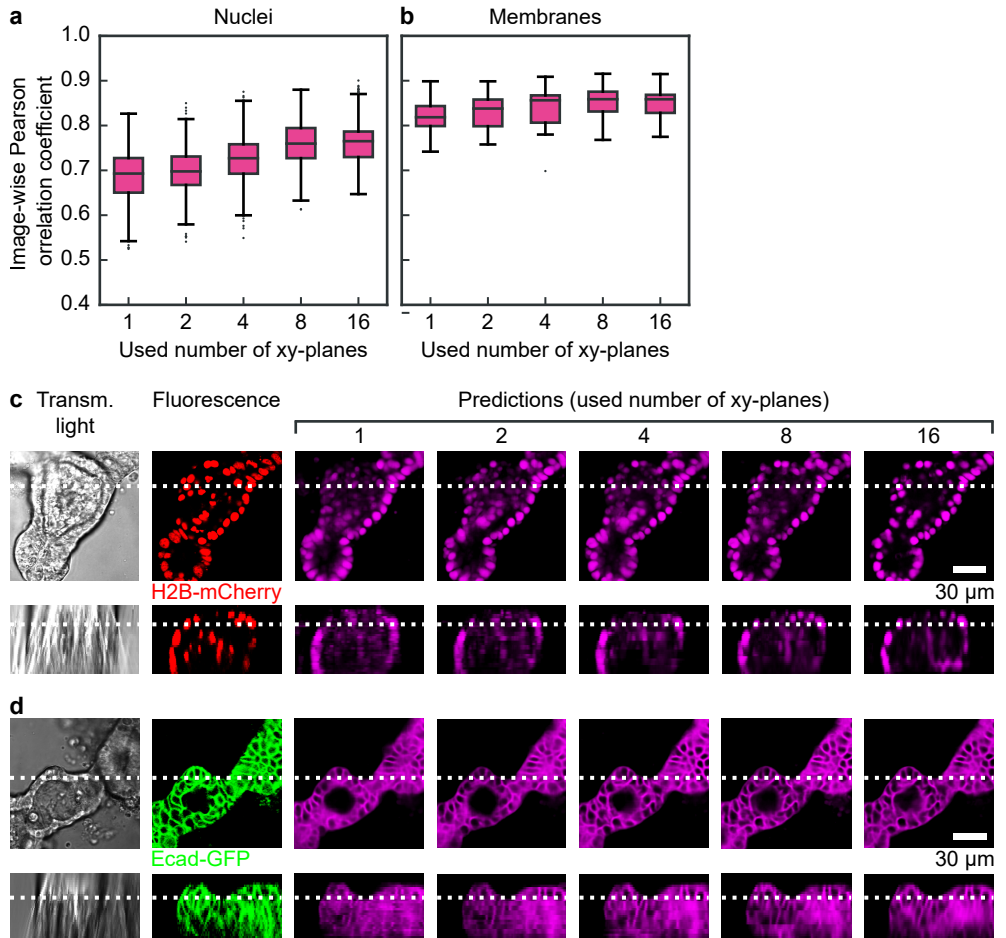 a
Nuclei
b
Membranes
Image-wise Pearson
orrelation coefficient
1.0
0.9
0.8
0.7
0.6
0.5
0.4
1 2 4 8 16
Used number of xy-planes
1 2 4 8 16
Used number of xy-planes
c
Transm.
light
Fluorescence
Predictions (used number of xy-planes)
1 2 4 8 16
H2B-mCherry
30 µm
d
Ecad-GFP
30 µm